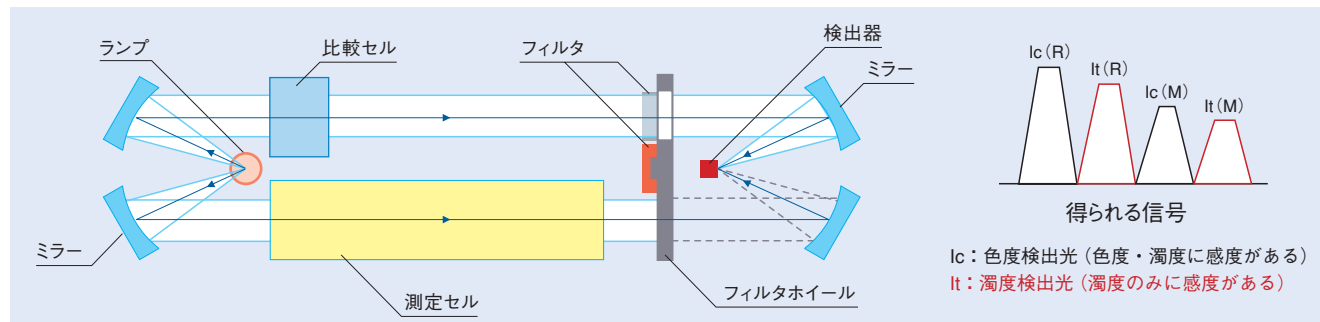 ランプ
比較セル
フィルタ
検出器
ミラー
ミラー
測定セル
フィルタホイール
Ic(R)
It(R)
Ic(M)
It(M)
得られる信号
Ic：色度検出光（色度・濁度に感度がある）
It：濁度検出光（濁度のみに感度がある）